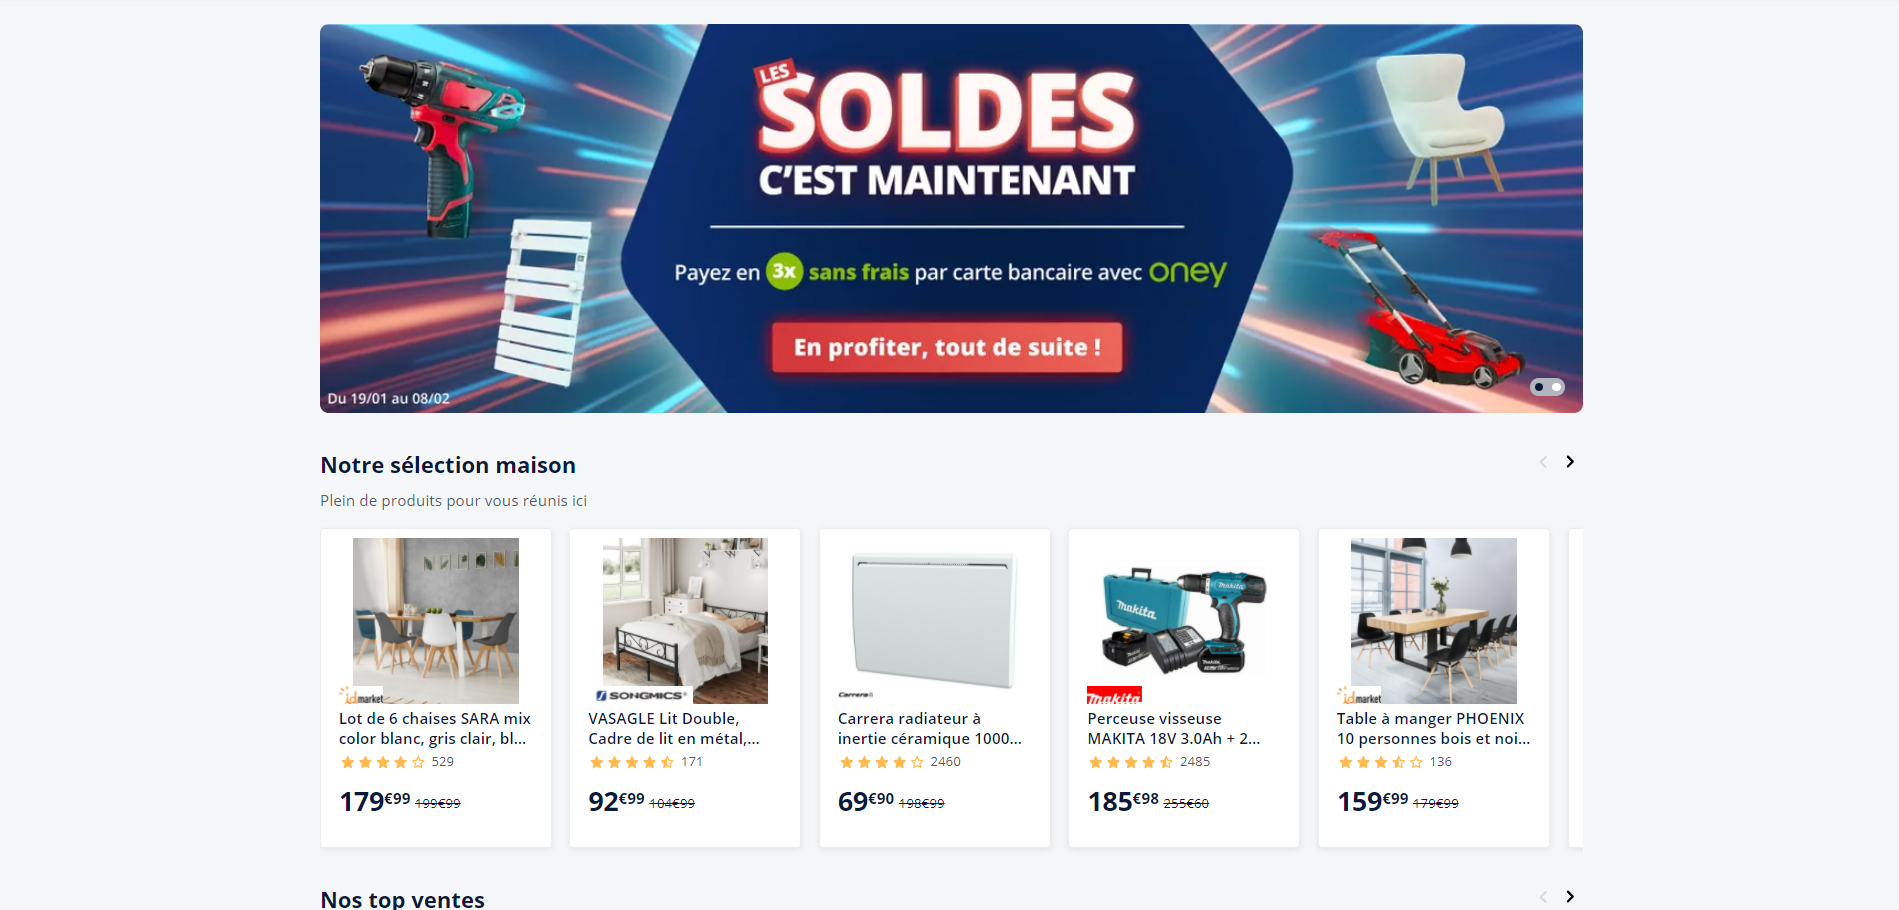 LES
SOLDES
C'EST MAINTENANT
Payez en 3x sans frais par carte bancaire avec oney
En profiter, tout de suite !
Du 19/01 au 08/02
Notre sélection maison
Plein de produits pour vous réunis ici
idmarket
Lot de 6 chaises SARA mix
color blanc, gris clair, bl...
529
179€99 199€99
SONGMICS
VASAGLE Lit Double,
Cadre de lit en métal,...
171
92€99 104€99
Carrera
Carrera radiateur à
inertie céramique 1000...
2460
69€90 198€99
makita
Makita
Makita
makita
Perceuse visseuse
MAKITA 18V 3.0Ah + 2...
2485
185€98 255€60
idmarket
Table à manger PHOENIX
10 personnes bois et noi...
136
159€99 179€99
Nos top ventes